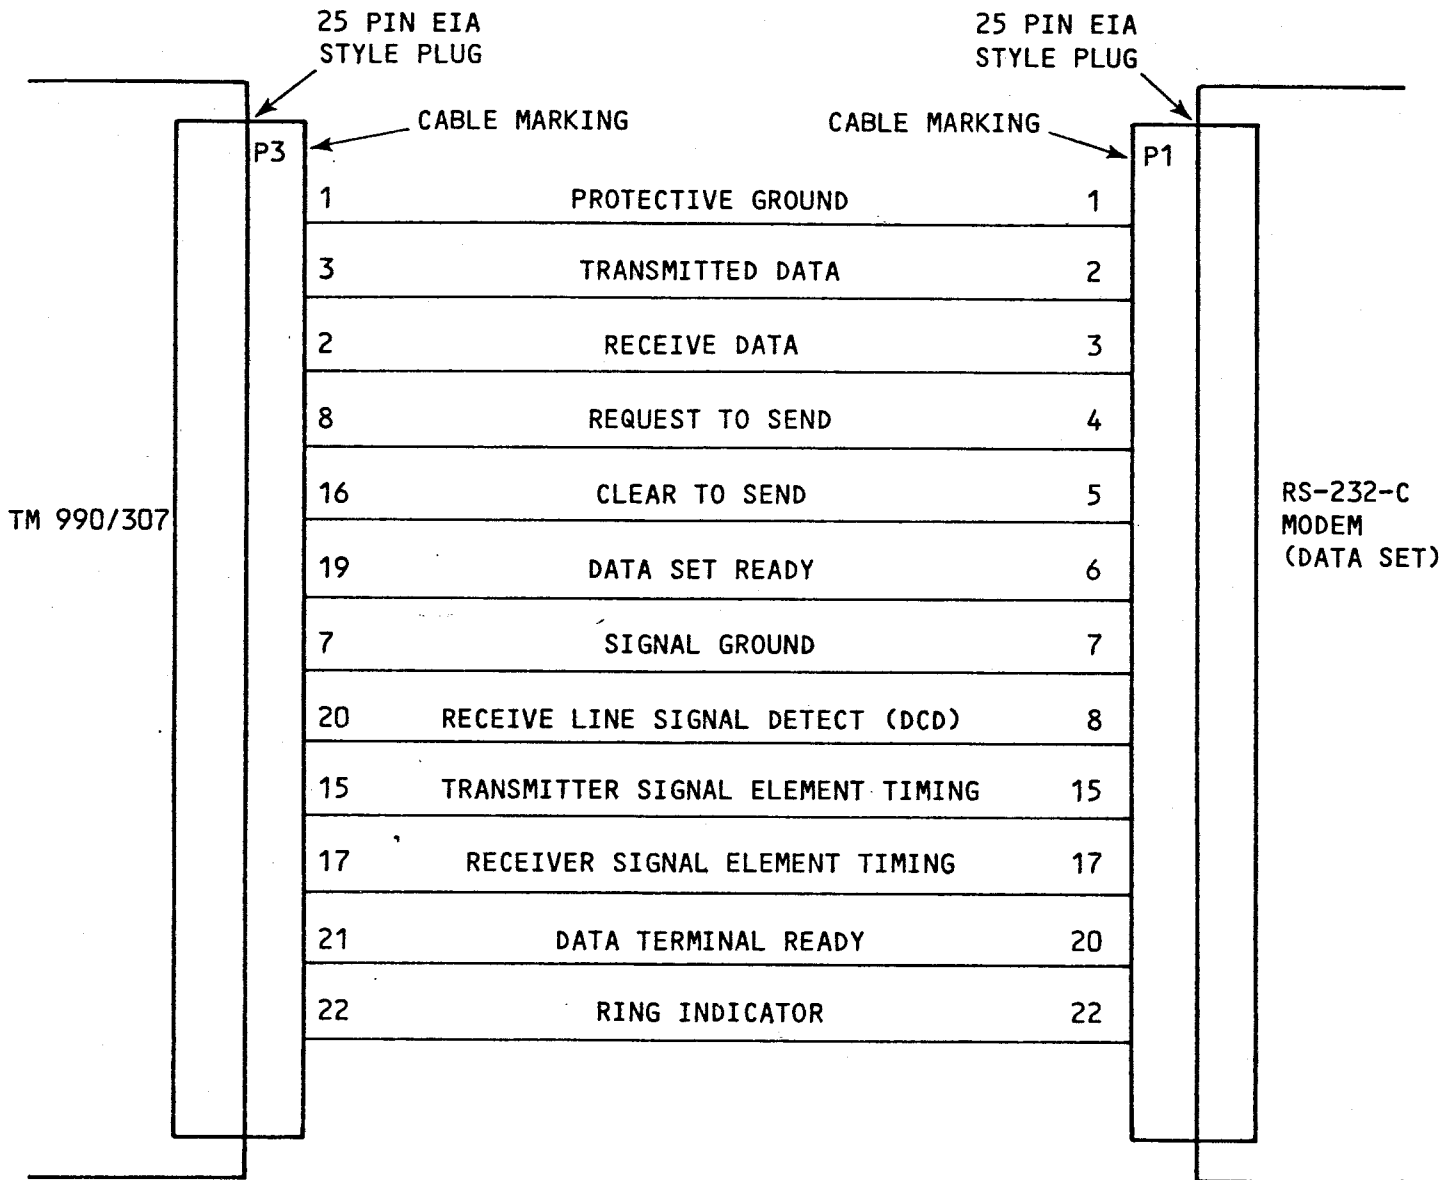 25 PIN EIA
STYLE PLUG
25 PIN EIA
STYLE PLUG
CABLE MARKING
CABLE MARKING
P3
P1
1 PROTECTIVE GROUND 1
3 TRANSMITTED DATA 2
2 RECEIVE DATA 3
8 REQUEST TO SEND 4
16 CLEAR TO SEND 5
TM 990/307
RS-232-C
MODEM
(DATA SET)
19 DATA SET READY 6
7 SIGNAL GROUND 7
20 RECEIVE LINE SIGNAL DETECT (DCD) 8
15 TRANSMITTER SIGNAL ELEMENT TIMING 15
17 RECEIVER SIGNAL ELEMENT TIMING 17
21 DATA TERMINAL READY 20
22 RING INDICATOR 22